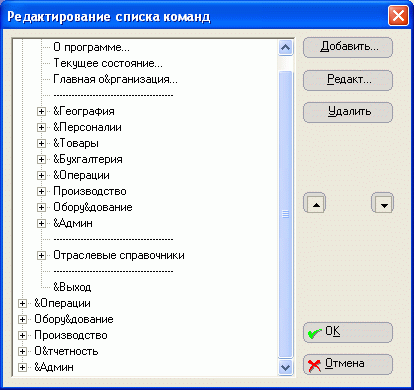 Редактирование списка команд
О программе...
Текущее состояние...
Главная о&рганизация...
---------------------------------------
&География
&Персоналии
&Товары
&Бухгалтерия
&Операции
Производство
Обору&дование
&Админ
---------------------------------------
Отраслевые справочники
---------------------------------------
&Выход
&Операции
Обору&дование
Производство
О&тчетность
&Админ
Добавить...
Редакт...
Удалить
OK
Отмена